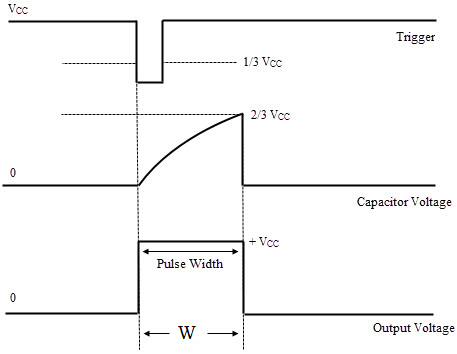 VCC
Trigger
1/3 VCC
2/3 VCC
0
Capacitor Voltage
+ VCC
Pulse Width
0
W
Output Voltage